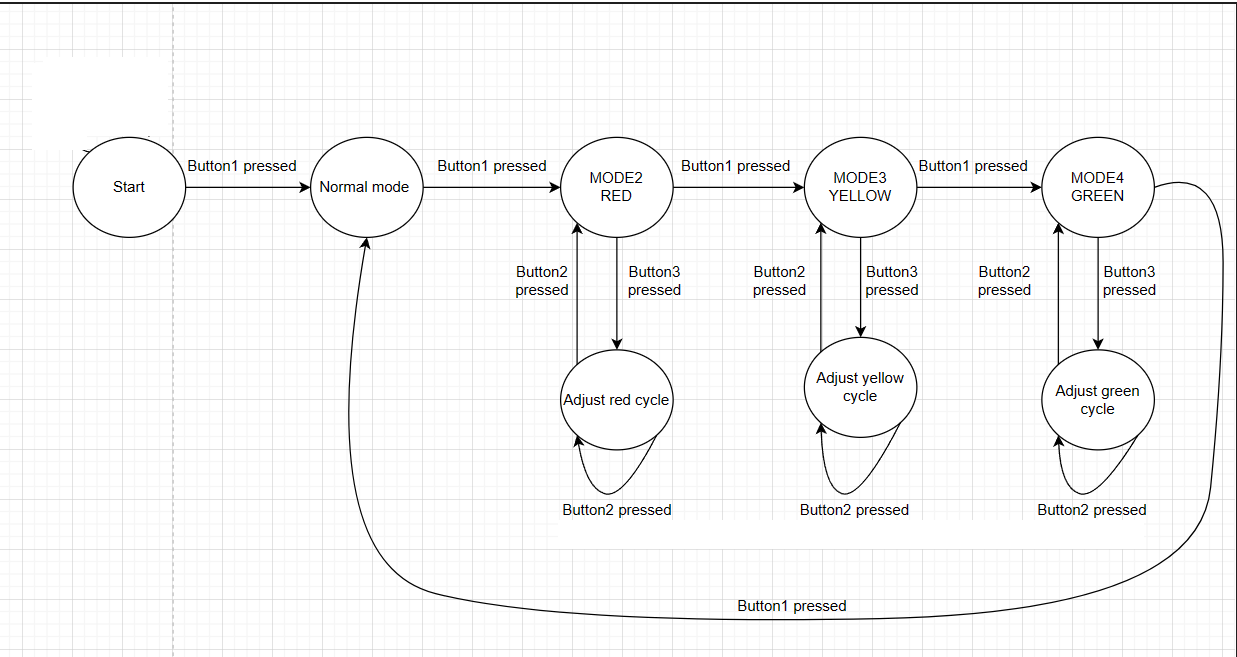 Button1 pressed
Button1 pressed
Button1 pressed
Button1 pressed
Start
Normal mode
MODE2
RED
MODE3
YELLOW
MODE4
GREEN
Button2
pressed
Button3
pressed
Button2
pressed
Button3
pressed
Button2
pressed
Button3
pressed
Adjust red cycle
Adjust yellow
cycle
Adjust green
cycle
Button2 pressed
Button2 pressed
Button2 pressed
Button1 pressed